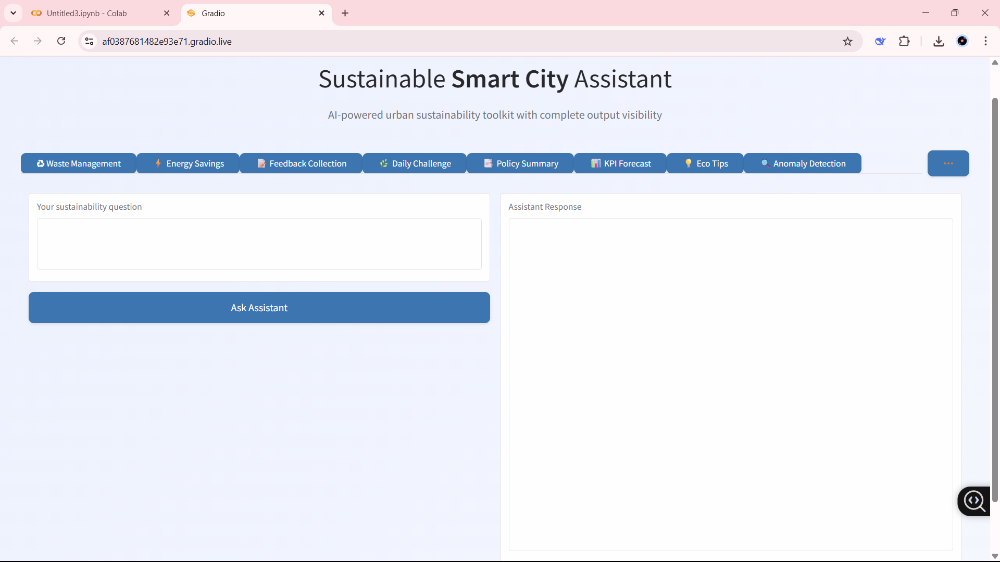 Untitled3.ipynb - Colab
Gradio
af0387681482e93e71.gradio.live
Sustainable Smart City Assistant
AI-powered urban sustainability toolkit with complete output visibility
Waste Management
Energy Savings
Feedback Collection
Daily Challenge
Policy Summary
KPI Forecast
Eco Tips
Anomaly Detection
Your sustainability question
Assistant Response
Ask Assistant